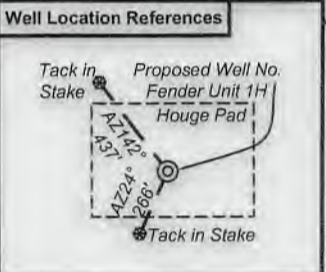 Well Location References
Tack in
Stake
Proposed Well No.
Fender Unit 1H
Houge Pad
AZ142°
437'
AZ24°
266'
Tack in Stake